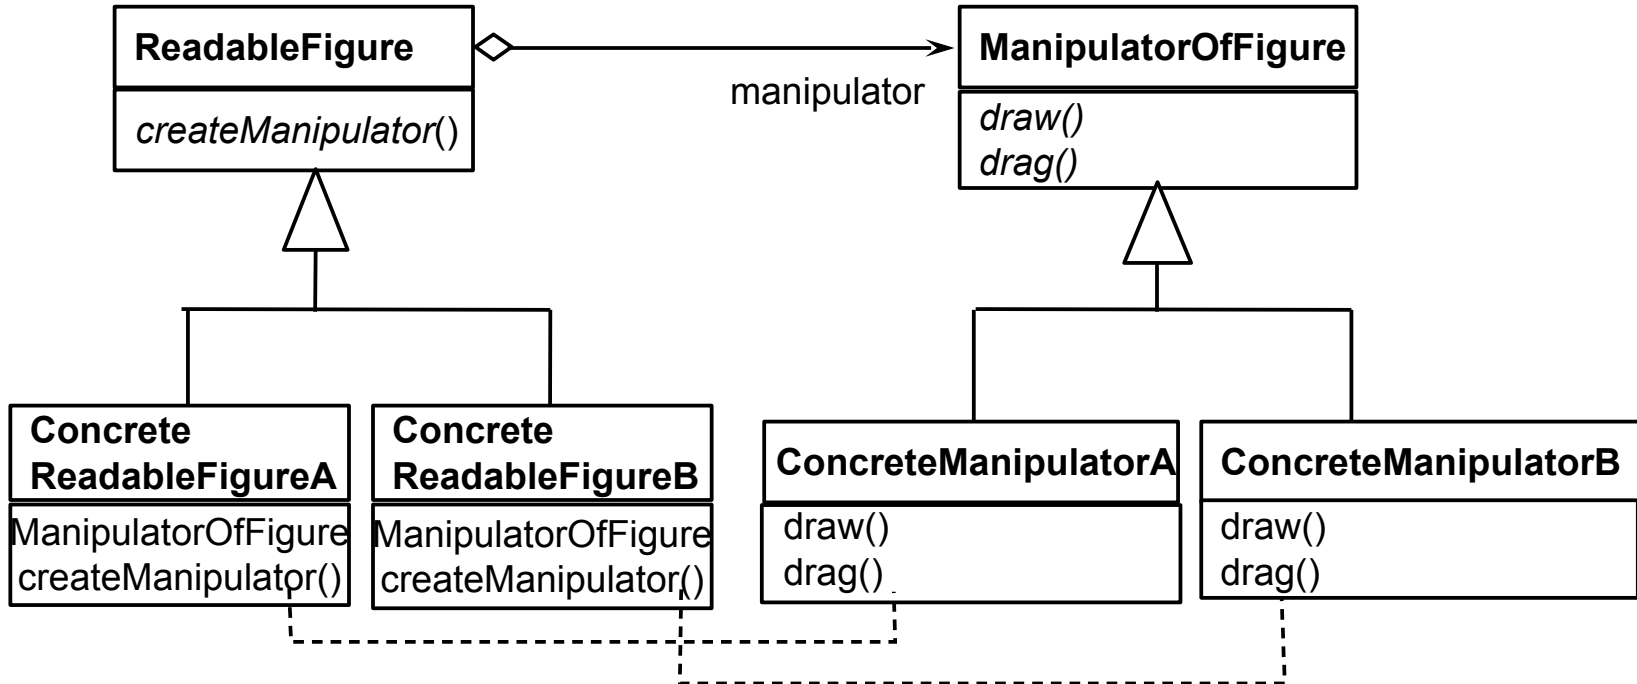 ReadableFigure
createManipulator()
manipulator
ManipulatorOfFigure
draw()
drag()
Concrete
ReadableFigureA
ManipulatorOfFigure
createManipulator()
Concrete
ReadableFigureB
ManipulatorOfFigure
createManipulator()
ConcreteManipulatorA
draw()
drag()
ConcreteManipulatorB
draw()
drag()